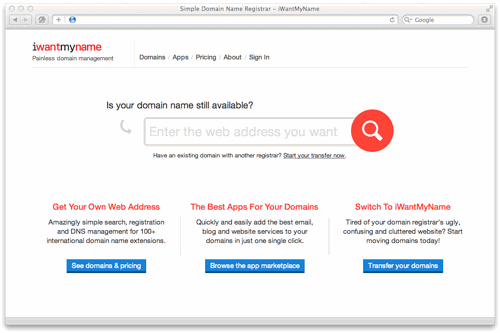 Simple Domain Name Registrar – iWantMyName
Google
iwantmyname
Painless domain management
Domains / Apps / Pricing / About / Sign In
Is your domain name still available?
Enter the web address you want
Have an existing domain with another registrar? Start your transfer now.
Get Your Own Web Address
Amazingly simple search, registration
and DNS management for 100+
international domain name extensions.
See domains & pricing
The Best Apps For Your Domains
Quickly and easily add the best email,
blog and website services to your
domains in just one single click.
Browse the app marketplace
Switch To iWantMyName
Tired of your domain registrar's ugly,
confusing and cluttered website? Start
moving domains today!
Transfer your domains